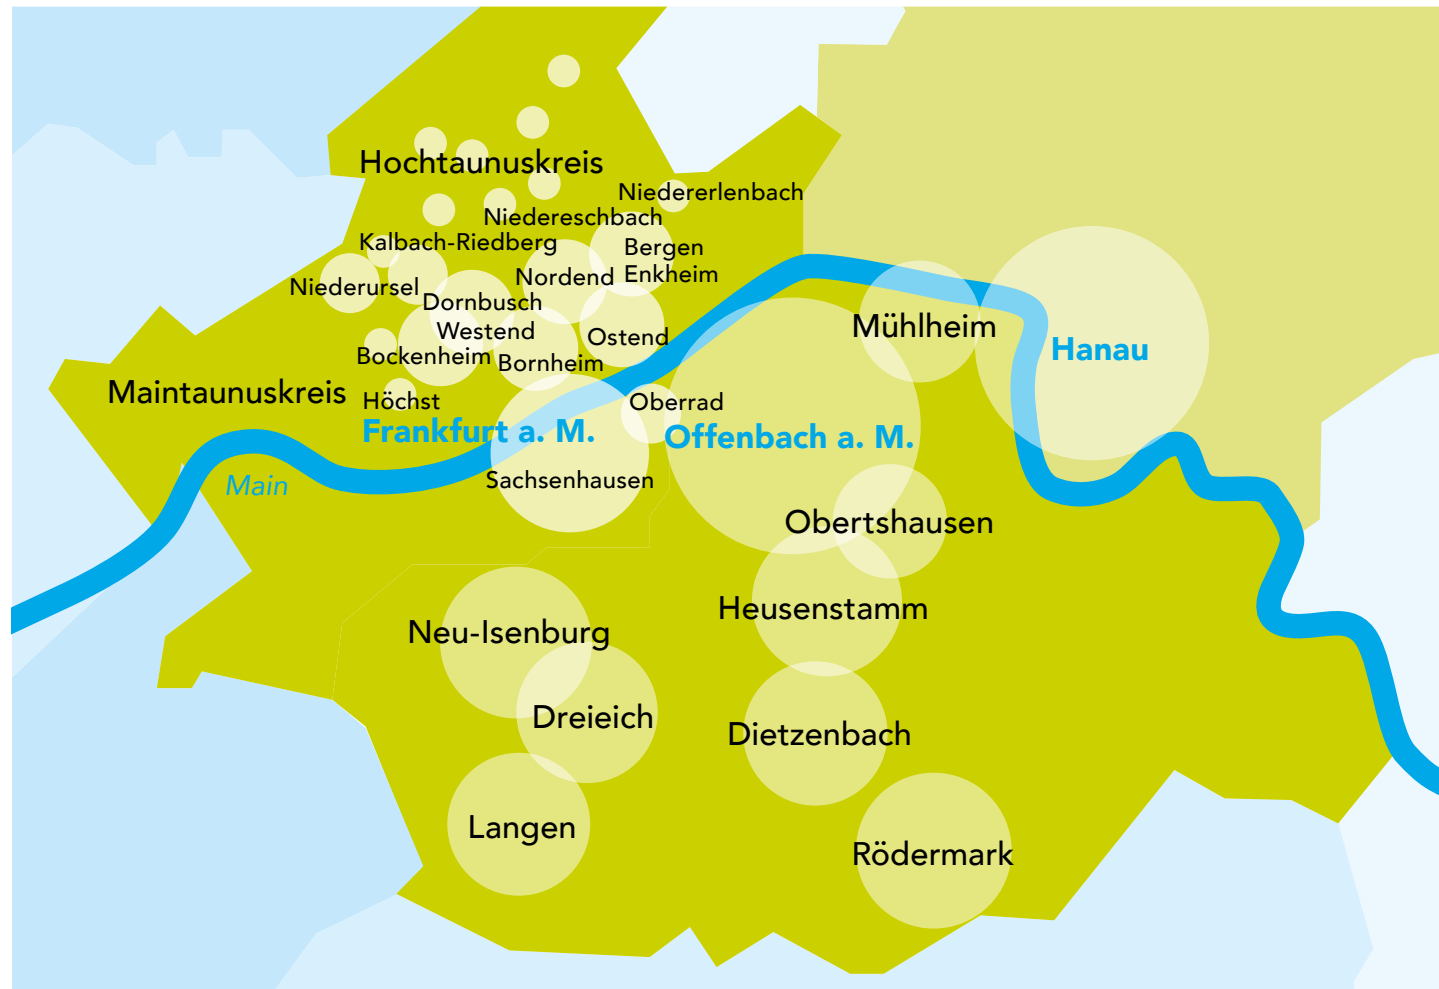 Hochtaunuskreis
Niedererlenbach
Niedereschbach
Kalbach-Riedberg
Bergen
Enkheim
Nordend
Niederursel
Dornbusch
Westend
Ostend
Mühlheim
Hanau
Bockenheim
Bornheim
Maintaunuskreis
Höchst
Oberrad
Frankfurt a. M.
Offenbach a. M.
Main
Sachsenhausen
Obertshausen
Heusenstamm
Neu-Isenburg
Dreieich
Dietzenbach
Langen
Rödermark